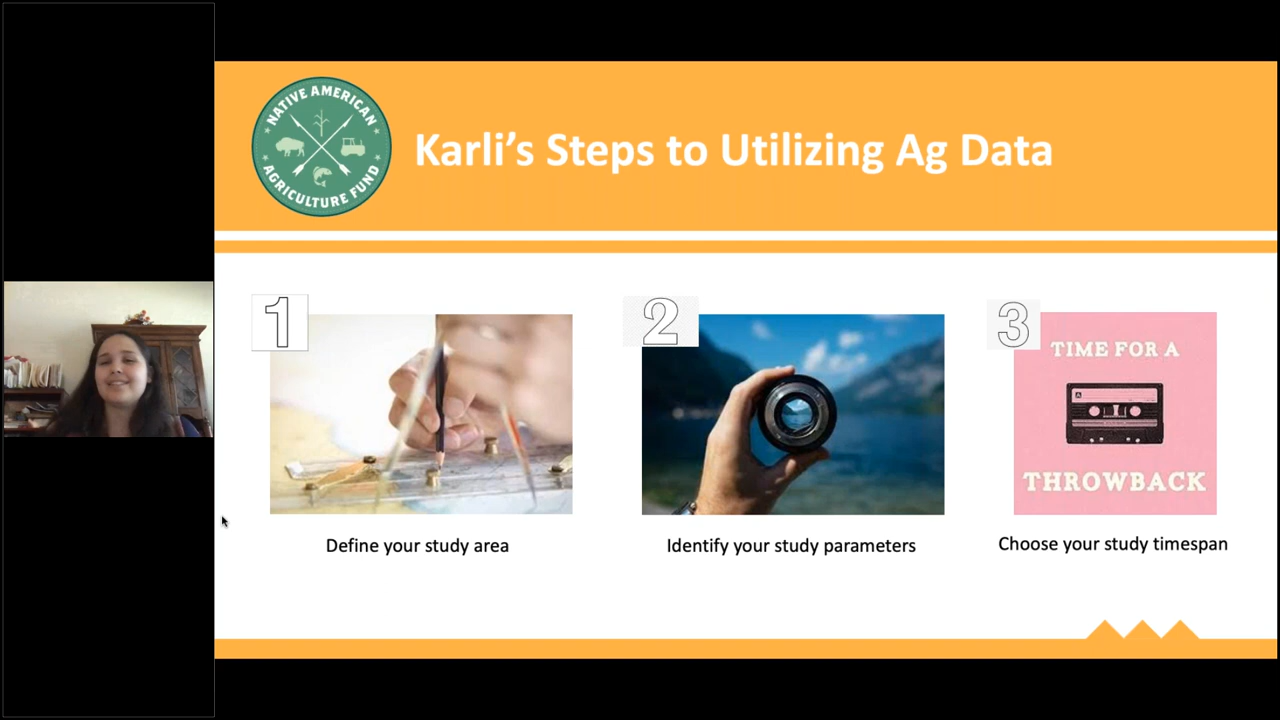 NATIVE AMERICAN
AGRICULTURE FUND
Karli's Steps to Utilizing Ag Data
1
2
3
TIME FOR A
A
THROWBACK
Define your study area
Identify your study parameters
Choose your study timespan